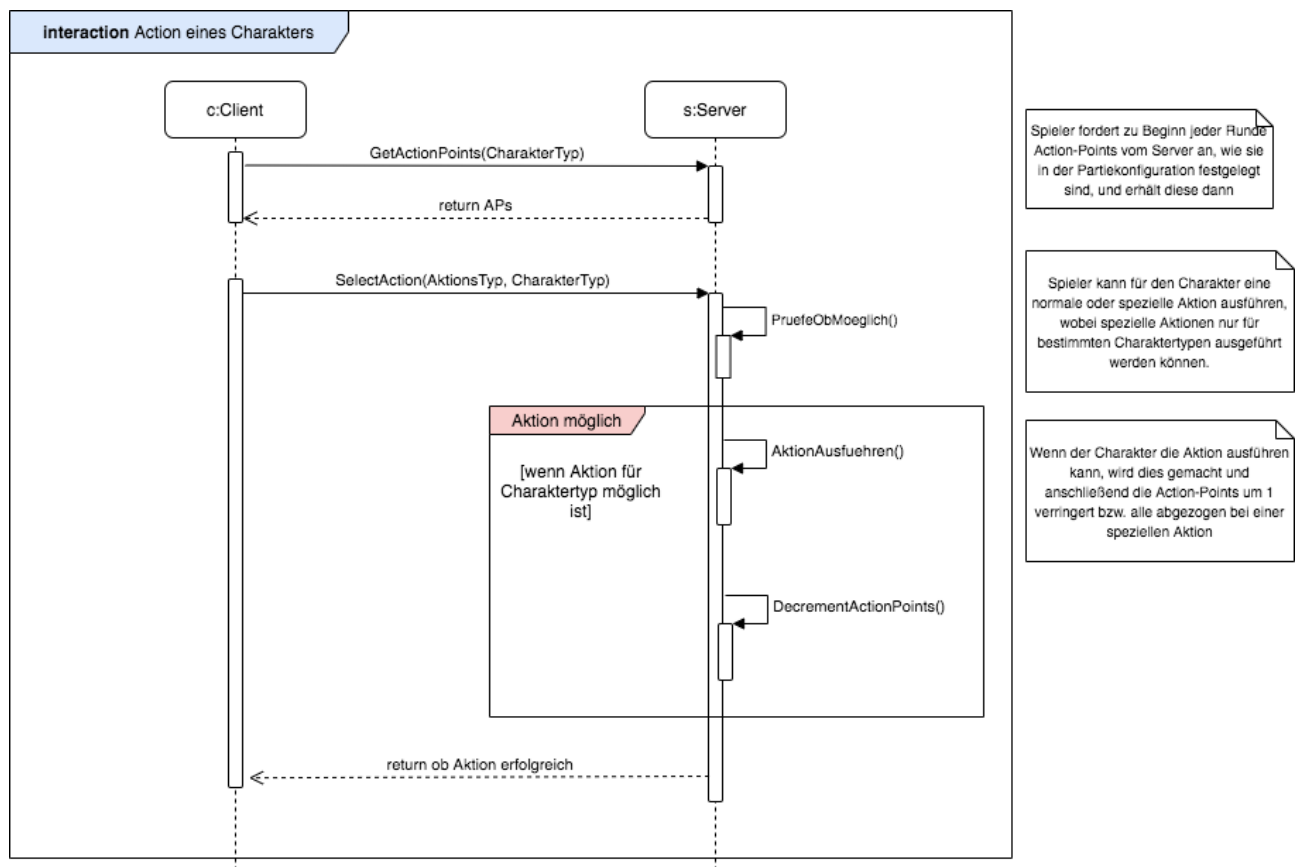 interaction Action eines Charakters
c:Client
s:Server
GetActionPoints(CharakterTyp)
return APs
SelectAction(AktionsTyp, CharakterTyp)
PruefeObMoeglich()
Aktion möglich
[wenn Aktion für
Charaktertyp möglich
ist]
AktionAusfuehren()
DecrementActionPoints()
return ob Aktion erfolgreich
Spieler fordert zu Beginn jeder Runde
Action-Points vom Server an, wie sie
in der Partiekonfiguration festgelegt
sind, und erhält diese dann
Spieler kann für den Charakter eine
normale oder spezielle Aktion ausführen,
wobei spezielle Aktionen nur für
bestimmten Charaktertypen ausgeführt
werden können.
Wenn der Charakter die Aktion ausführen
kann, wird dies gemacht und
anschließend die Action-Points um 1
verringert bzw. alle abgezogen bei einer
speziellen Aktion